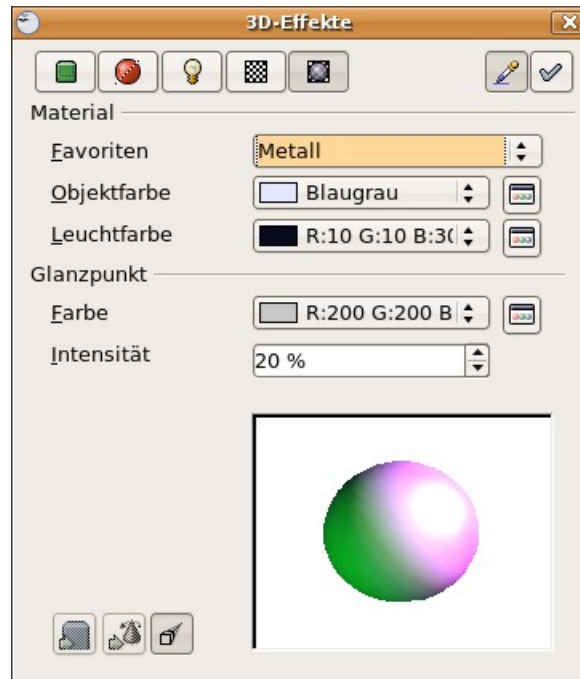 3D-Effekte
Material
Favoriten Metall
Objektfarbe Blaugrau
Leuchtfarbe R:10 G:10 B:3(
Glanzpunkt
Farbe R:200 G:200 B
Intensität 20 %